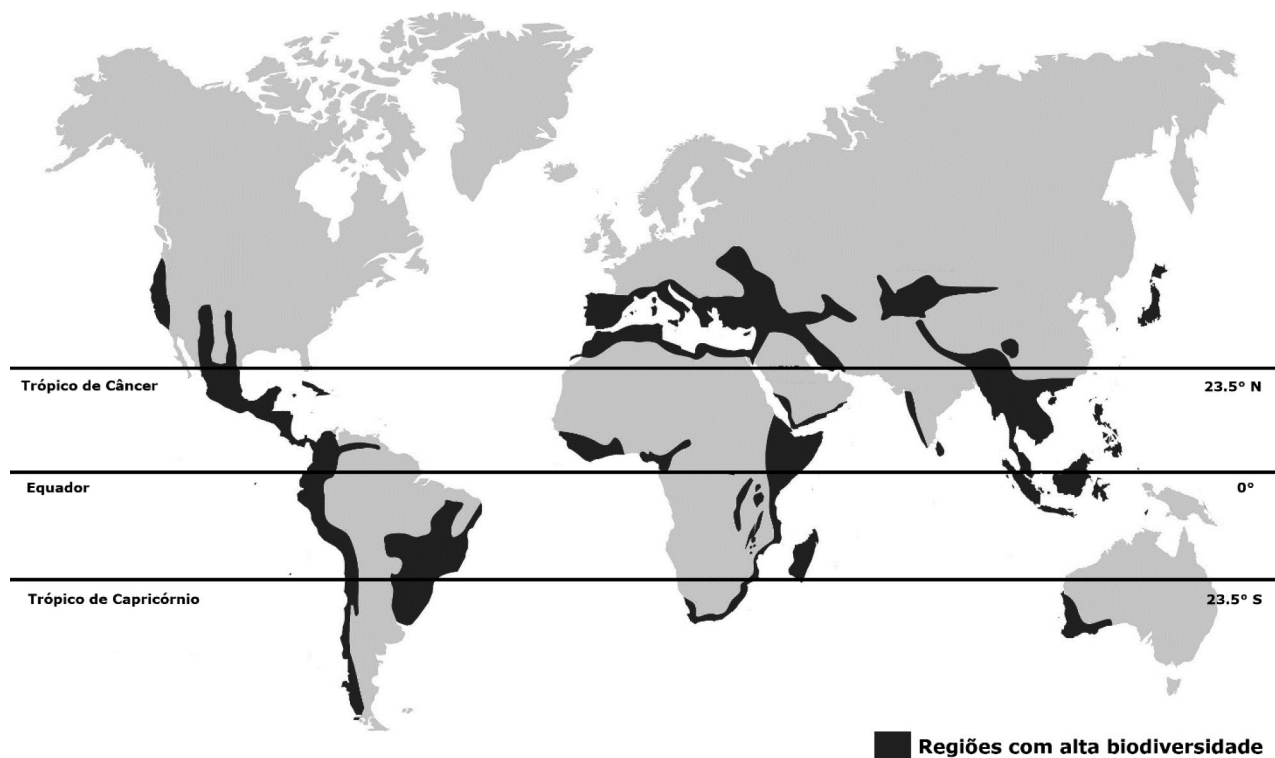 Trópico de Câncer
23.5° N
Equador
0°
Trópico de Capricórnio
23.5° S
Regiões com alta biodiversidade